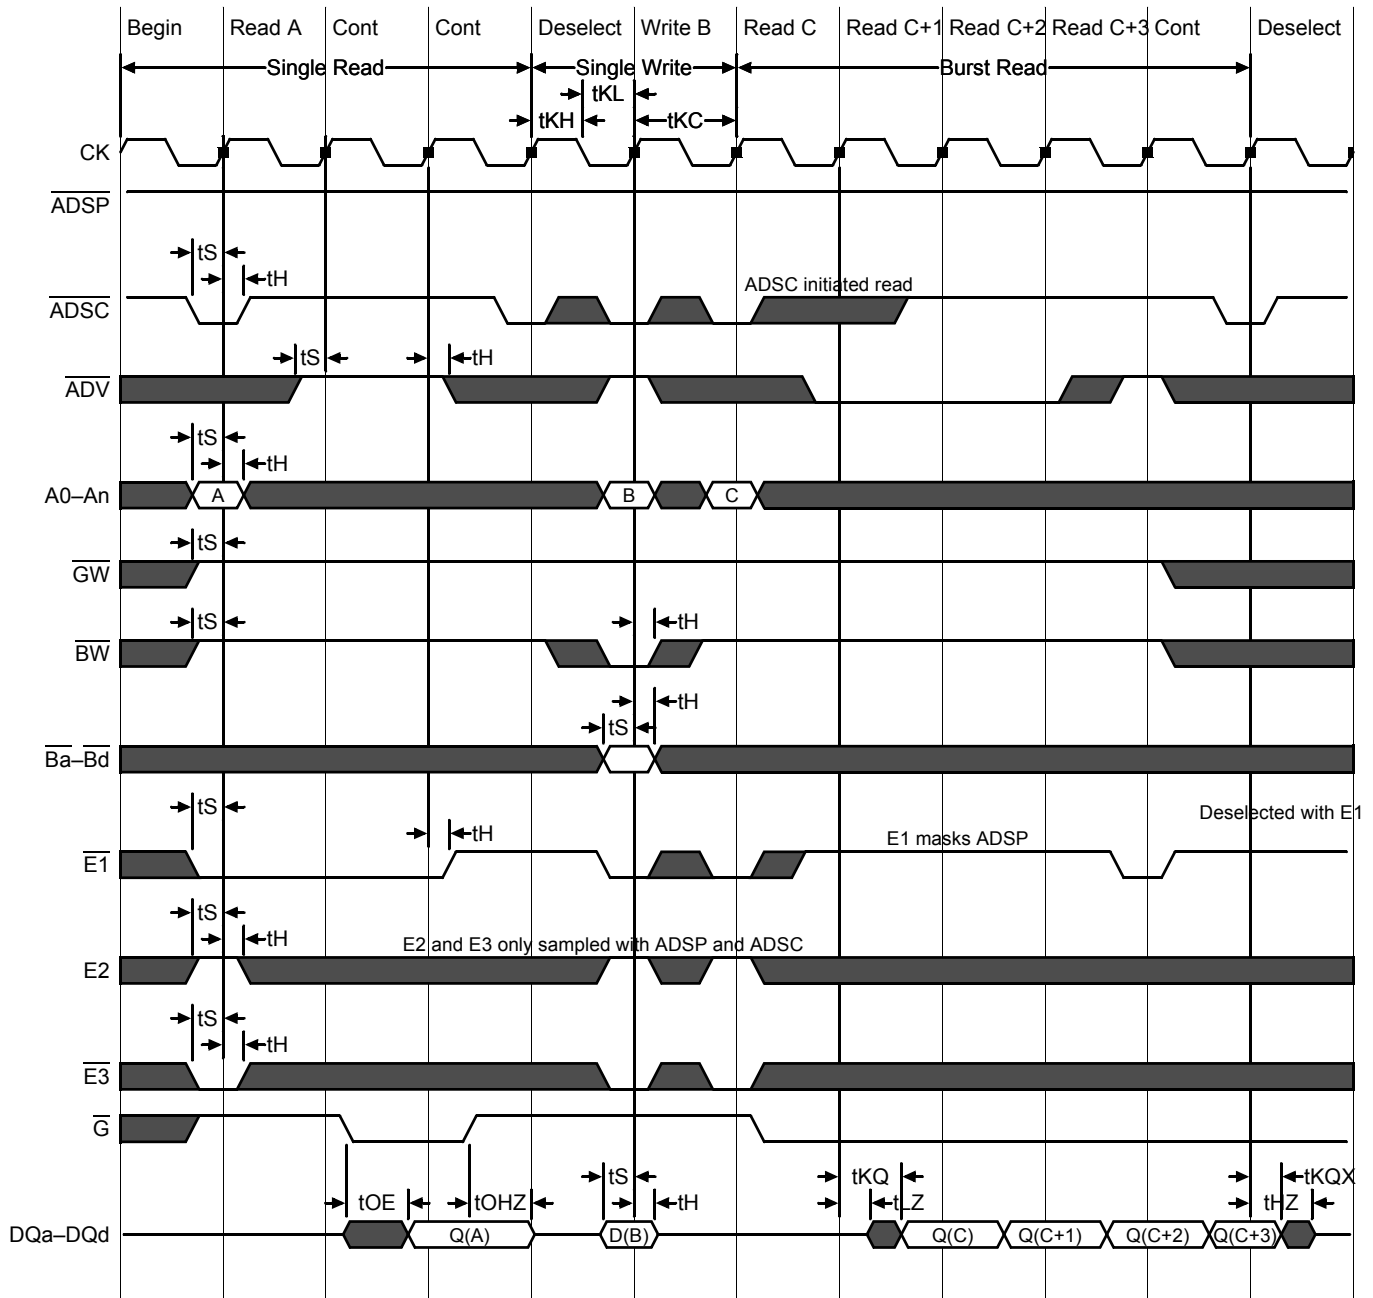 Begin Read A Cont Cont Deselect Write B Read C Read C+1 Read C+2 Read C+3 Cont Deselect
Single Read Single Write Burst Read
tKL
tKH tKC
CK
ADSP
tS
tH
ADSC initiated read
ADSC
tS tH
ADV
tS
tH
A0–An A B C
tS
GW
tS tH
BW
tH
tS
Ba–Bd
tS
Deselected with E1
tH
E1 masks ADSP
E1
tS
tH
E2 and E3 only sampled with ADSP and ADSC
E2
tS
tH
E3
G
tS tKQ tKQX
tOE tOHZ tH tLZ tHZ
DQa–DQd Q(A) D(B) Q(C) Q(C+1) Q(C+2) Q(C+3)